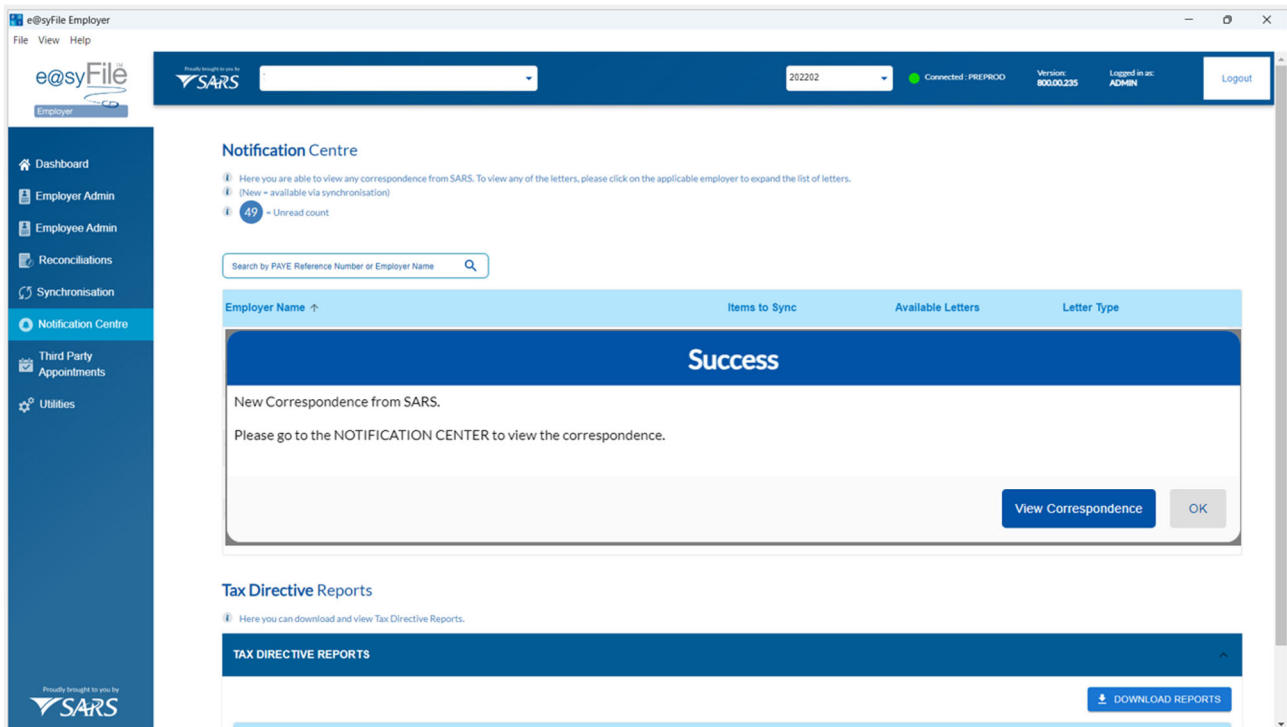 e@syFile Employer
File View Help
e@syFile™
Employer
Proudly brought to you by
SARS
202202
Connected : PREPROD
Version:
800.00.235
Logged in as:
ADMIN
Logout
Dashboard
Employer Admin
Employee Admin
Reconciliations
Synchronisation
Notification Centre
Third Party
Appointments
Utilities
Proudly brought to you by
SARS
Notification Centre
Here you are able to view any correspondence from SARS. To view any of the letters, please click on the applicable employer to expand the list of letters.
(New = available via synchronisation)
49 = Unread count
Search by PAYE Reference Number or Employer Name
Employer Name Items to Sync Available Letters Letter Type
Success
New Correspondence from SARS.
Please go to the NOTIFICATION CENTER to view the correspondence.
View Correspondence OK
Tax Directive Reports
Here you can download and view Tax Directive Reports.
TAX DIRECTIVE REPORTS
DOWNLOAD REPORTS